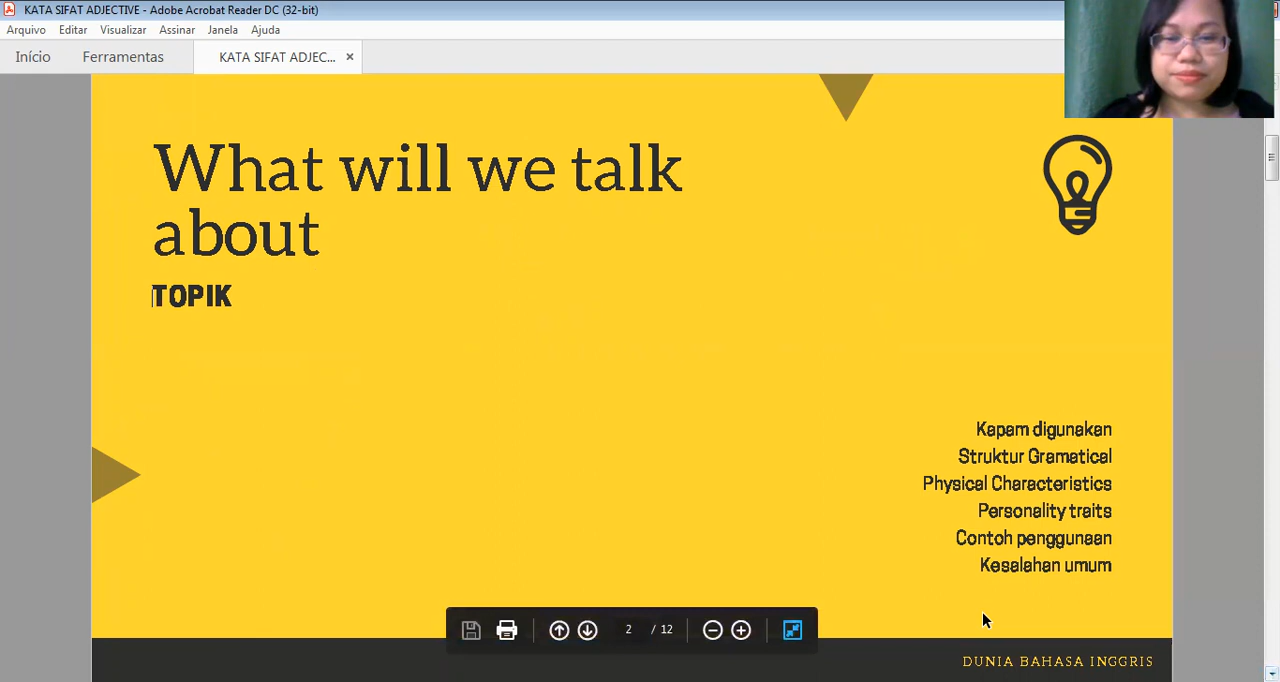 KATA SIFAT ADJECTIVE - Adobe Acrobat Reader DC (32-bit)
Arquivo Editar Visualizar Assinar Janela Ajuda
Início Ferramentas KATA SIFAT ADJEC... ×
What will we talk
about
TOPIK
Kapam digunakan
Struktur Gramatical
Physical Characteristics
Personality traits
Contoh penggunaan
Kesalahan umum
2 / 12
DUNIA BAHASA INGGRIS